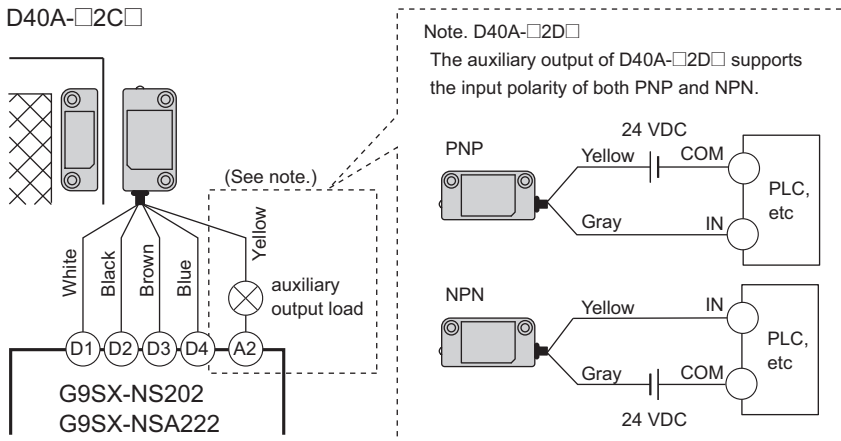 D40A-□2C□
(See note.)
White
Black
Brown
Blue
Yellow
auxiliary
output load
D1 D2 D3 D4 A2
G9SX-NS202
G9SX-NSA222
Note. D40A-□2D□
The auxiliary output of D40A-□2D□ supports
the input polarity of both PNP and NPN.
24 VDC
PNP
Yellow
COM
PLC,
etc
Gray
IN
NPN
Yellow
IN
PLC,
etc
Gray
COM
24 VDC